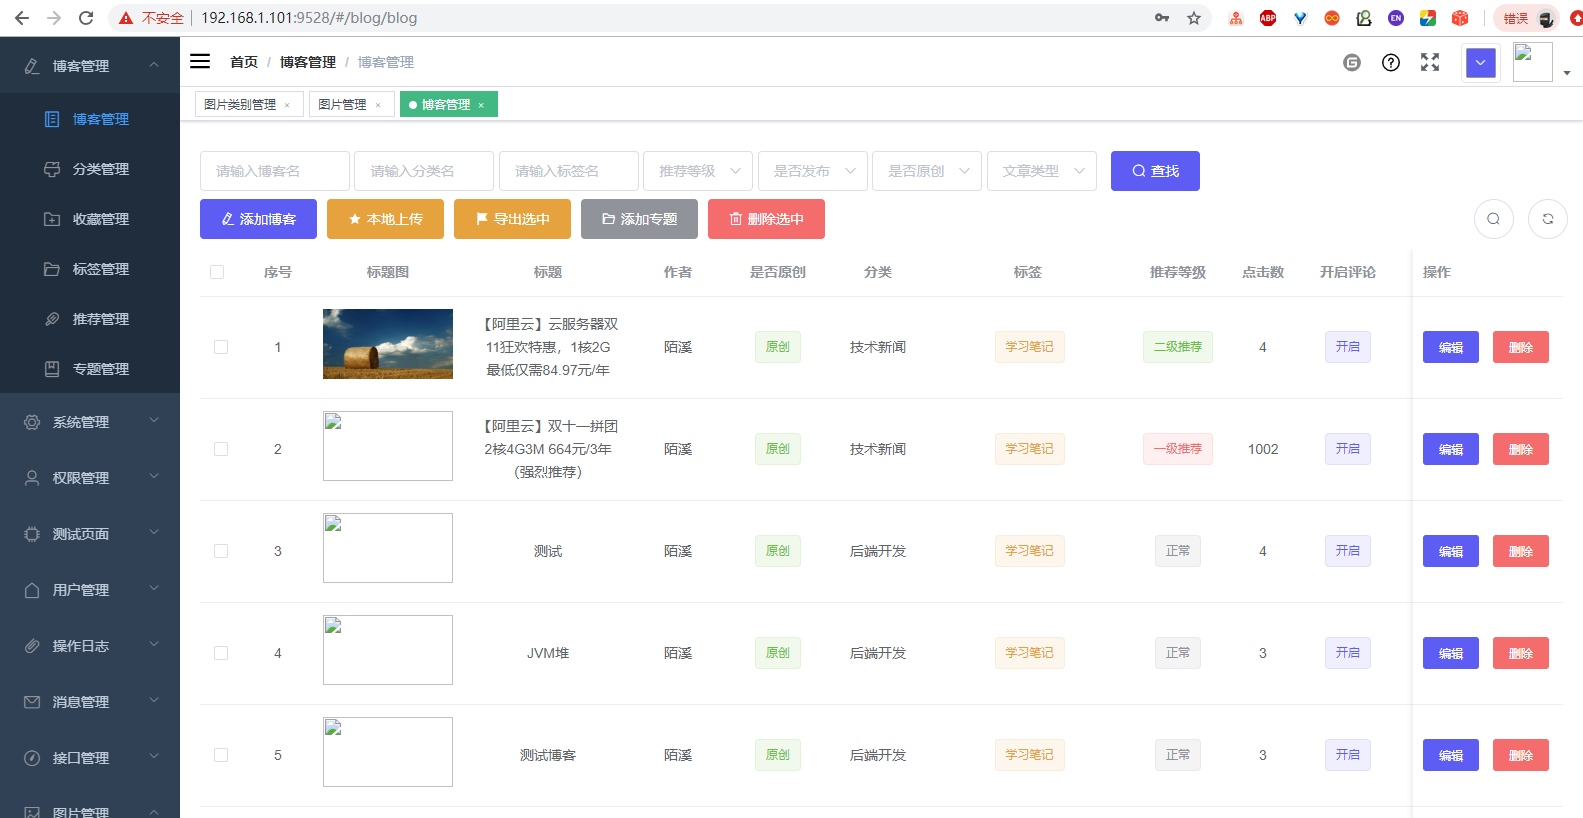 不安全 192.168.1.101:9528/#/blog/blog ABP EN 错误
博客管理
博客管理
分类管理
收藏管理
标签管理
推荐管理
专题管理
系统管理
权限管理
测试页面
用户管理
操作日志
消息管理
接口管理
图片管理
首页 / 博客管理 / 博客管理
图片类别管理 × 图片管理 × 博客管理 ×
请输入博客名 请输入分类名 请输入标签名 推荐等级 是否发布 是否原创 文章类型 查找
添加博客 本地上传 导出选中 添加专题 删除选中
序号 标题图 标题 作者 是否原创 分类 标签 推荐等级 点击数 开启评论 操作
1 【阿里云】云服务器双
11狂欢特惠，1核2G
最低仅需84.97元/年 陌溪 原创 技术新闻 学习笔记 二级推荐 4 开启 编辑 删除
2 【阿里云】双十一拼团
2核4G3M 664元/3年
（强烈推荐） 陌溪 原创 技术新闻 学习笔记 一级推荐 1002 开启 编辑 删除
3 测试 陌溪 原创 后端开发 学习笔记 正常 4 开启 编辑 删除
4 JVM堆 陌溪 原创 后端开发 学习笔记 正常 3 开启 编辑 删除
5 测试博客 陌溪 原创 后端开发 学习笔记 正常 3 开启 编辑 删除